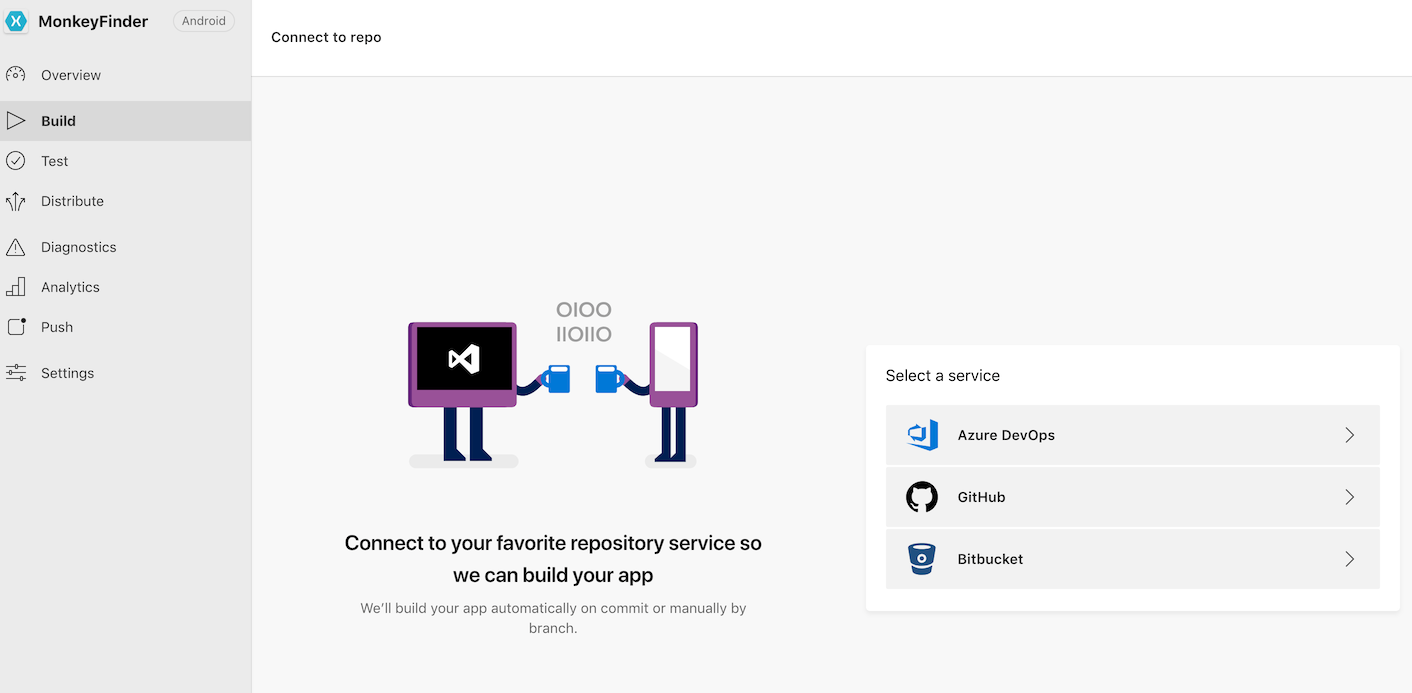 MonkeyFinder
Android
Overview
Build
Test
Distribute
Diagnostics
Analytics
Push
Settings
Connect to repo
OIOO
IIOIIO
Connect to your favorite repository service so
we can build your app
We’ll build your app automatically on commit or manually by
branch.
Select a service
Azure DevOps
GitHub
Bitbucket